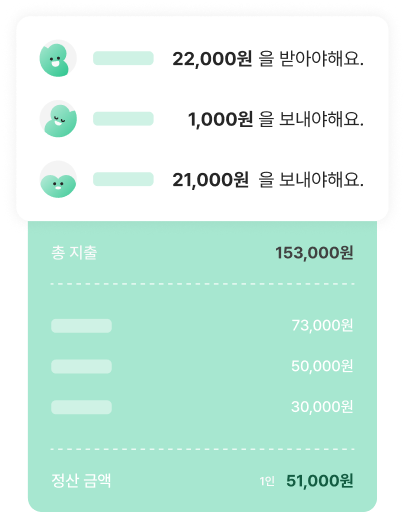 22,000원 을 받아야해요.
1,000원 을 보내야해요.
21,000원 을 보내야해요.
총 지출 153,000원
73,000원
50,000원
30,000원
정산 금액 1인 51,000원